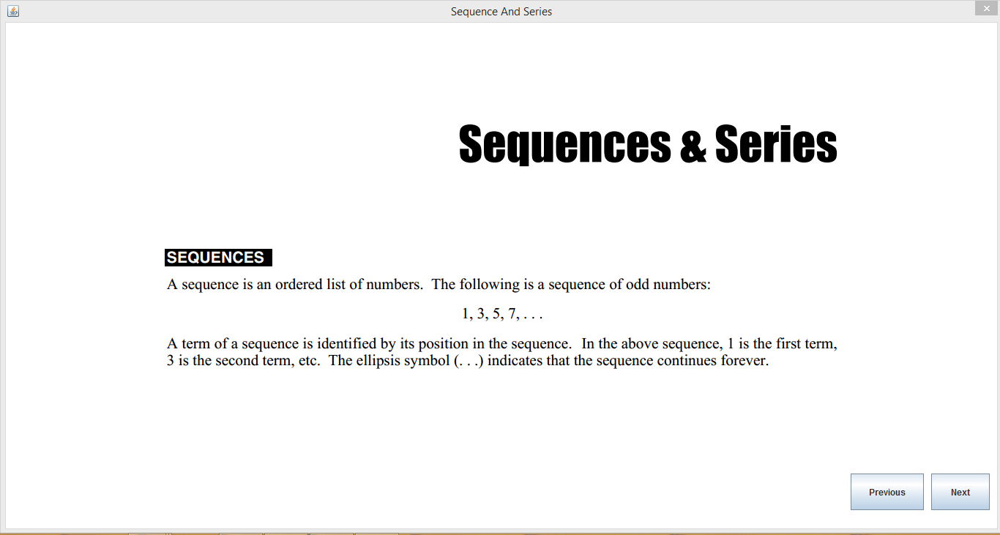 Sequence And Series
Sequences & Series
SEQUENCES
A sequence is an ordered list of numbers.  The following is a sequence of odd numbers:
1, 3, 5, 7, . . .
A term of a sequence is identified by its position in the sequence.  In the above sequence, 1 is the first term,
3 is the second term, etc.  The ellipsis symbol (. . .) indicates that the sequence continues forever.
Previous
Next